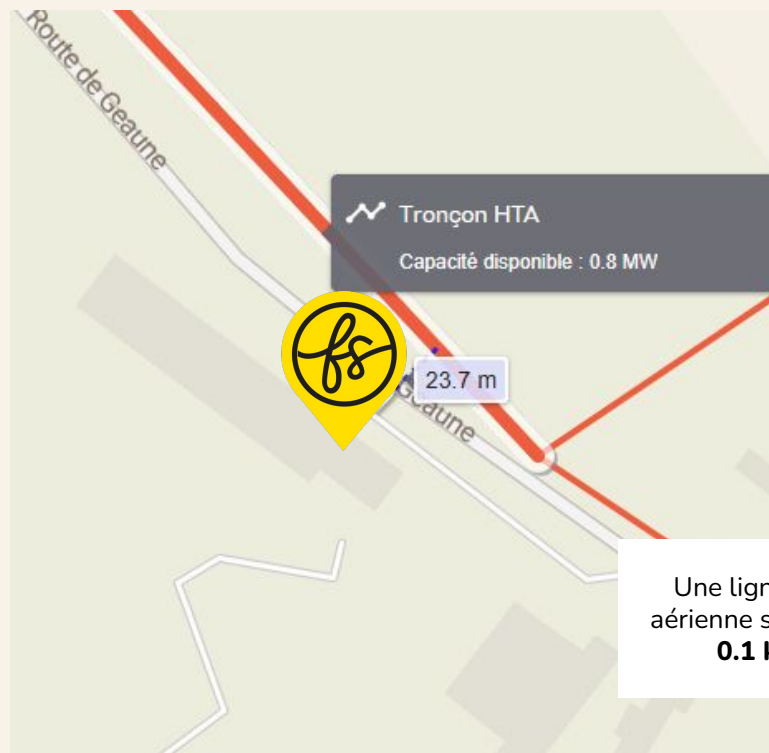 Route de Geaune
Tronçon HTA
Capacité disponible : 0.8 MW
fs
23.7 m
Geaune
Une lign
aérienne s
0.1 k